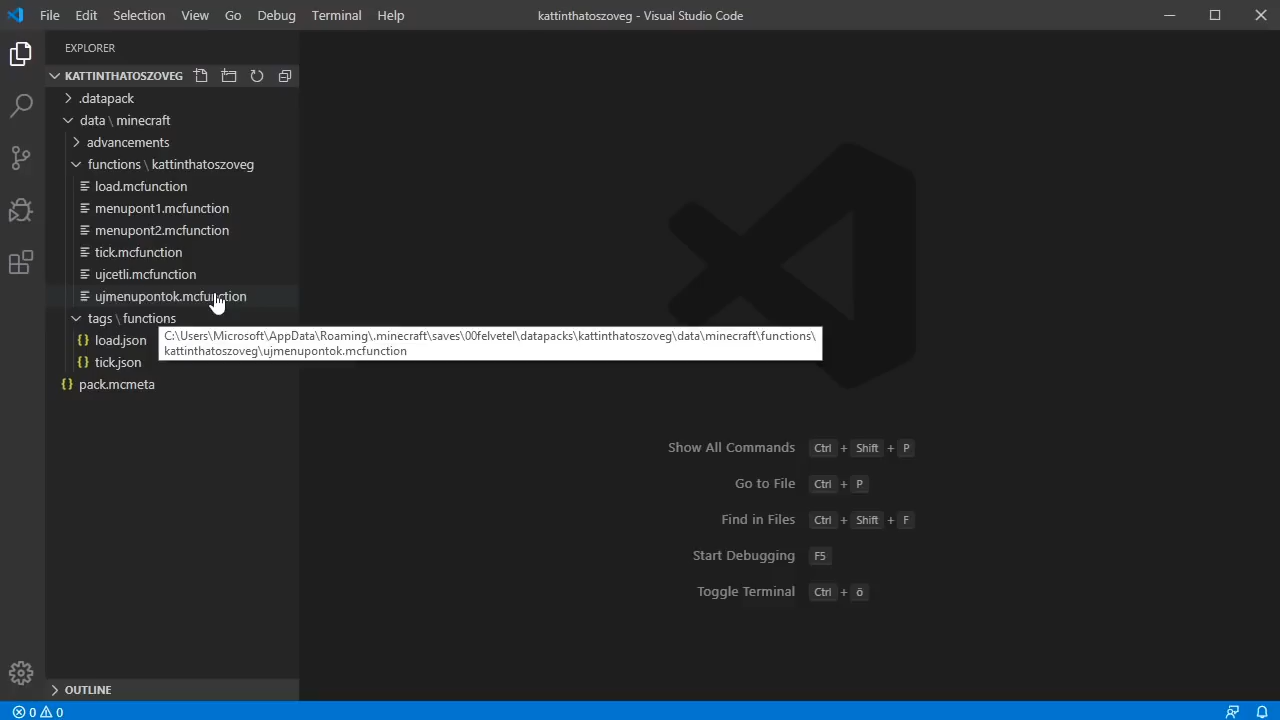 File Edit Selection View Go Debug Terminal Help
kattinthatoszoveg - Visual Studio Code
EXPLORER
KATTINTHATOSZOVEG
.datapack
data \ minecraft
advancements
functions \ kattinthatoszoveg
load.mcfunction
menupont1.mcfunction
menupont2.mcfunction
tick.mcfunction
ujcetli.mcfunction
ujmenupontok.mcfunction
tags \ functions
load.json
tick.json
pack.mcmeta
C:\Users\Microsoft\AppData\Roaming\.minecraft\saves\00felvetel\datapacks\kattinthatoszoveg\data\minecraft\functions\
kattinthatoszoveg\ujmenupontok.mcfunction
Show All Commands Ctrl + Shift + P
Go to File Ctrl + P
Find in Files Ctrl + Shift + F
Start Debugging F5
Toggle Terminal Ctrl + ö
OUTLINE
0 0